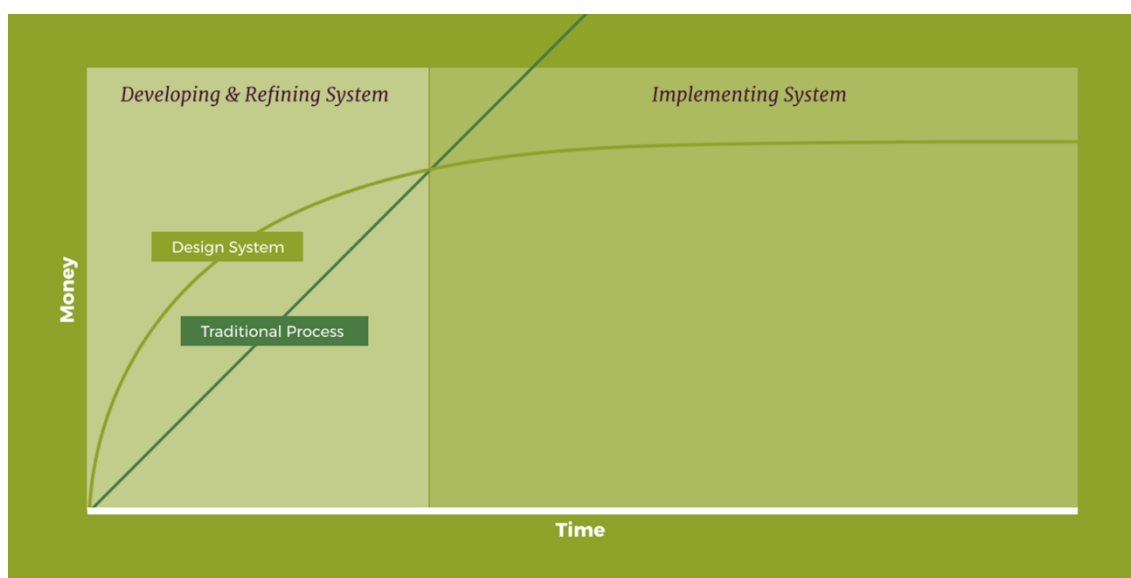 Developing & Refining System
Implementing System
Design System
Traditional Process
Money
Time